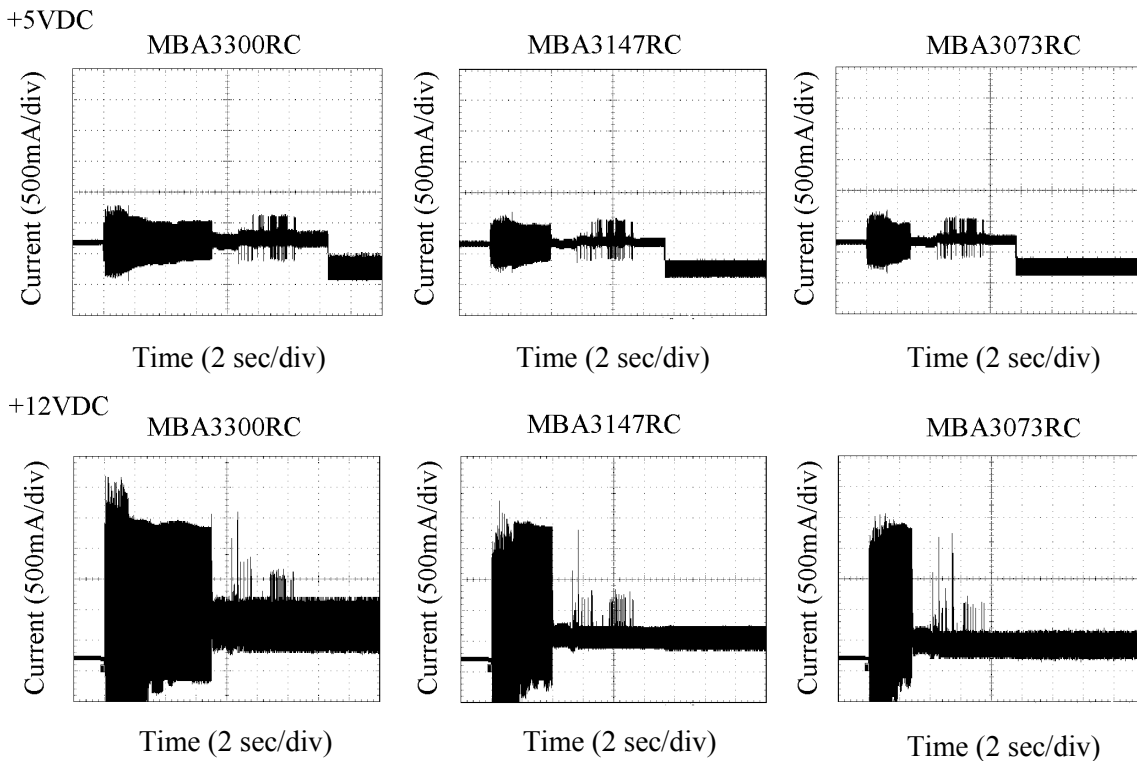 +5VDC
MBA3300RC
MBA3147RC
MBA3073RC
Current (500mA/div)
Current (500mA/div)
Current (500mA/div)
Time (2 sec/div)
Time (2 sec/div)
Time (2 sec/div)
+12VDC
MBA3300RC
MBA3147RC
MBA3073RC
Current (500mA/div)
Current (500mA/div)
Current (500mA/div)
Time (2 sec/div)
Time (2 sec/div)
Time (2 sec/div)